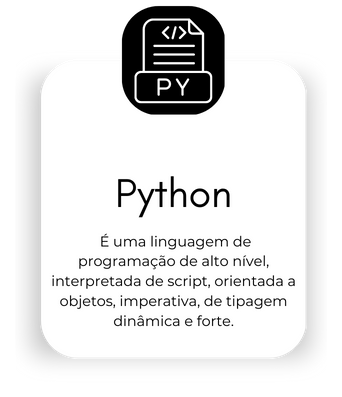 </>
PY
Python
É uma linguagem de
programação de alto nível,
interpretada de script, orientada a
objetos, imperativa, de tipagem
dinâmica e forte.